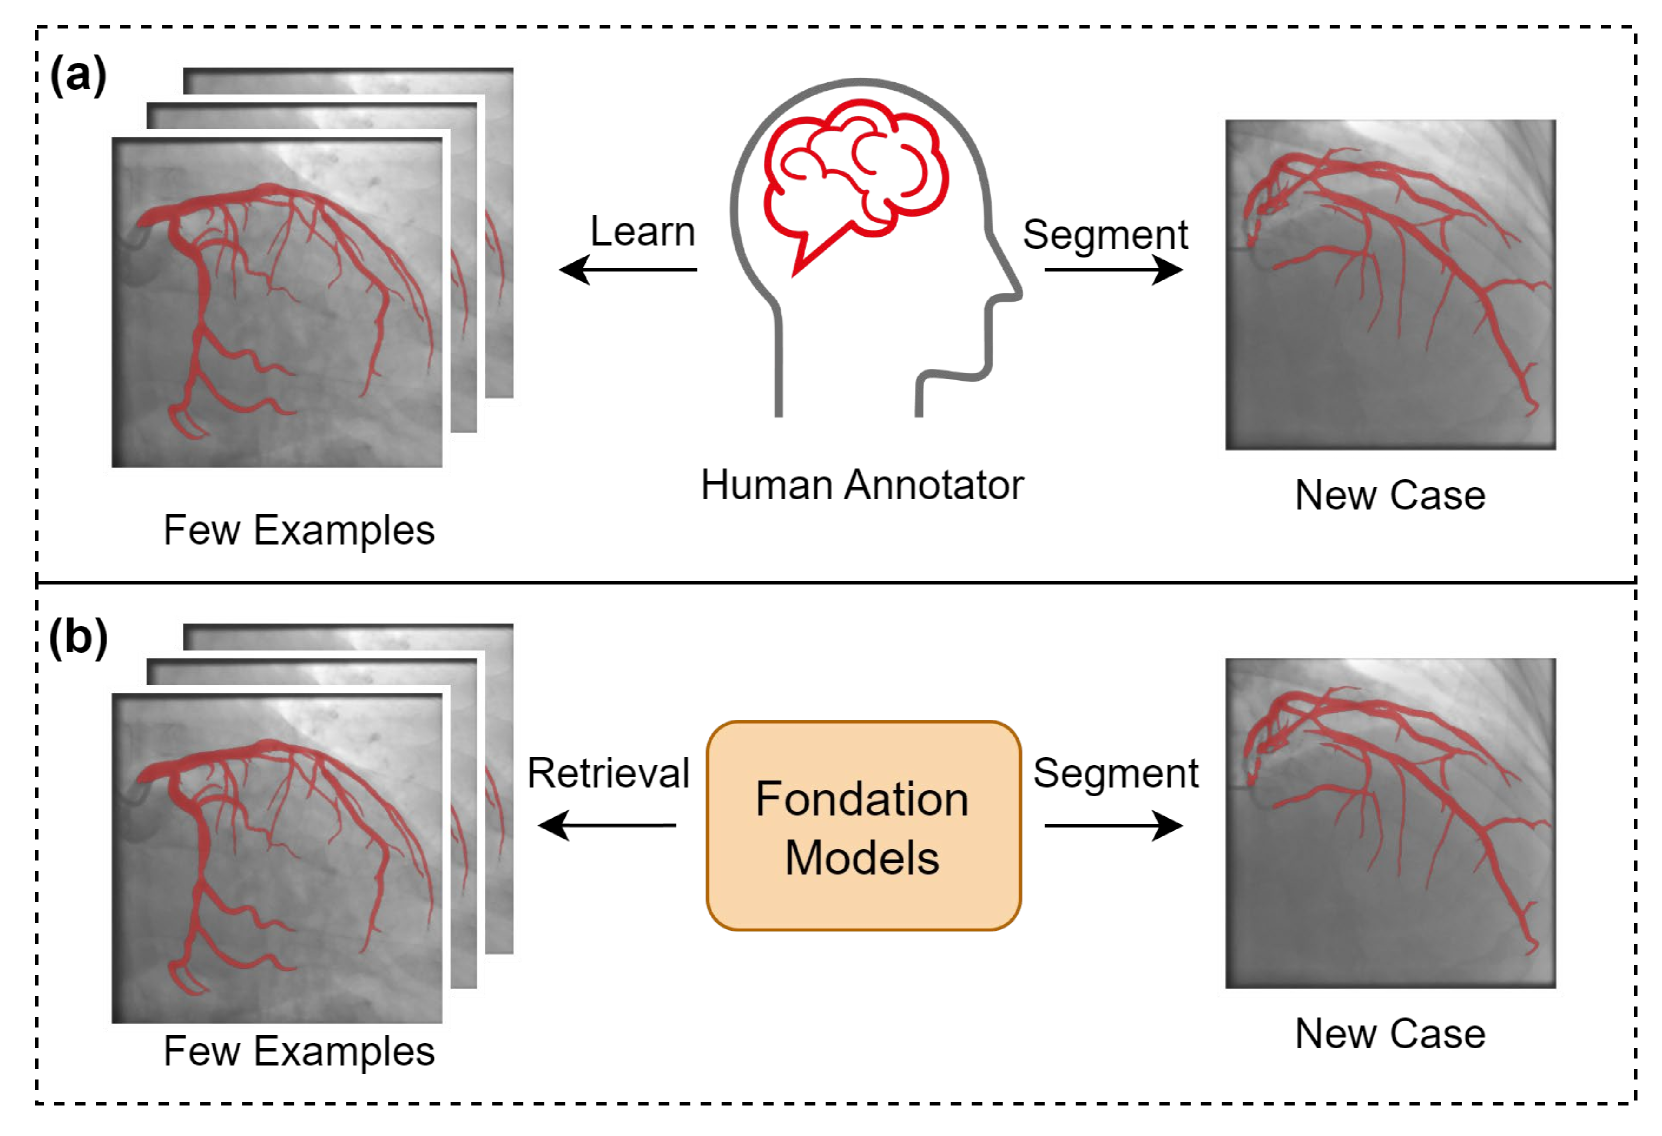 (a)
Learn
Segment
Human Annotator
New Case
Few Examples
(b)
Retrieval
Fondation
Models
Segment
New Case
Few Examples